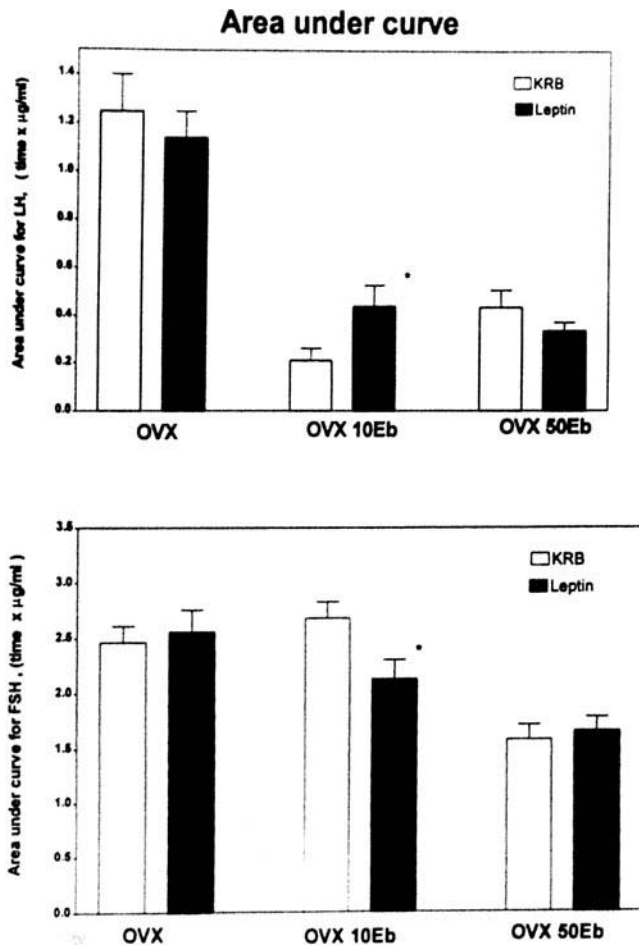 Area under curve
Area under curve for LH, ( time x µg/ml )
1.4
1.2
1.0
0.8
0.6
0.4
0.2
0.0
KRB
Leptin
*
OVX
OVX 10Eb
OVX 50Eb
Area under curve for FSH, (time x µg/ml )
3.5
3.0
2.5
2.0
1.5
1.0
0.5
0.0
KRB
Leptin
*
OVX
OVX 10Eb
OVX 50Eb